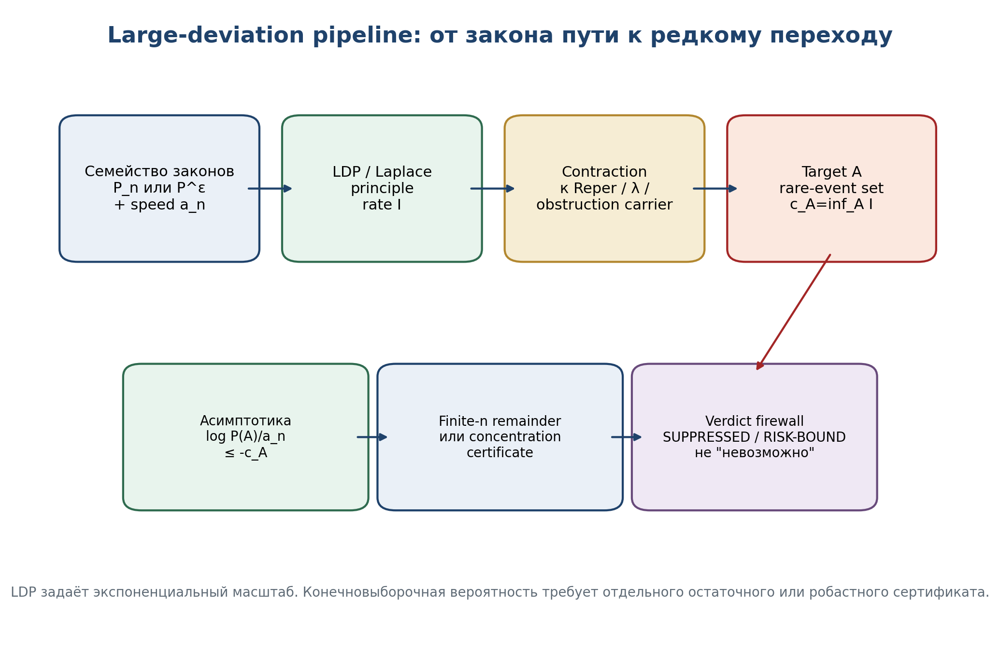 Large-deviation pipeline: от закона пути к редкому переходу
Семейство законов
P_n или P^ε
+ speed a_n
LDP / Laplace
principle
rate I
Contraction
к Reper / λ /
obstruction carrier
Target A
rare-event set
c_A=inf_A I
Асимптотика
log P(A)/a_n
≤ -c_A
Finite-n remainder
или concentration
certificate
Verdict firewall
SUPPRESSED / RISK-BOUND
не "невозможно"
LDP задаёт экспоненциальный масштаб. Конечновыборочная вероятность требует отдельного остаточного или робастного сертификата.